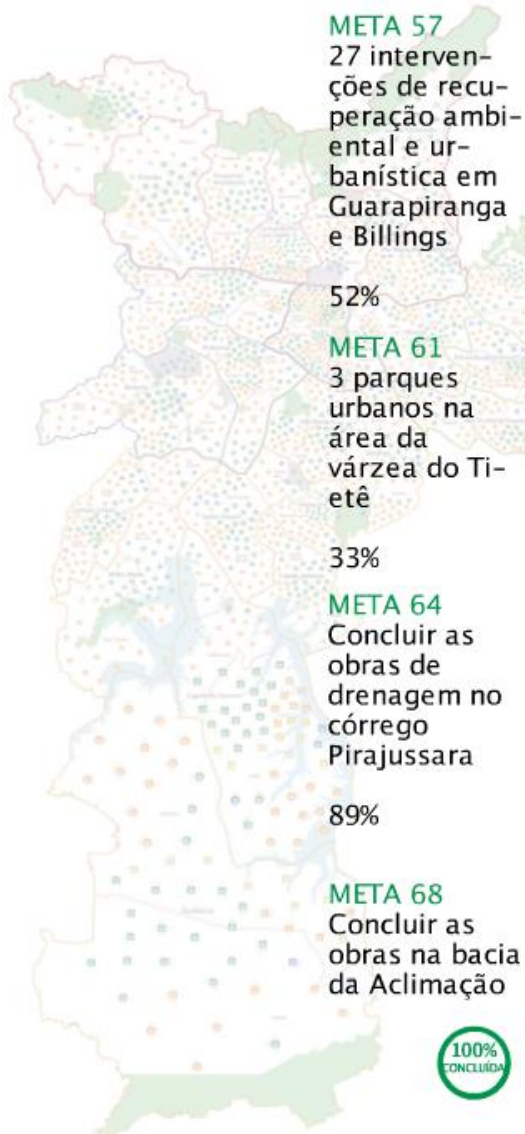 META 57
27 interven-
ções de recu-
peração ambi-
ental e ur-
banística em
Guarapiranga
e Billings
52%
META 61
3 parques
urbanos na
área da
várzea do Ti-
etê
33%
META 64
Concluir as
obras de
drenagem no
córrego
Pirajussara
89%
META 68
Concluir as
obras na bacia
da Aclimação
100%
CONCLUÍDA